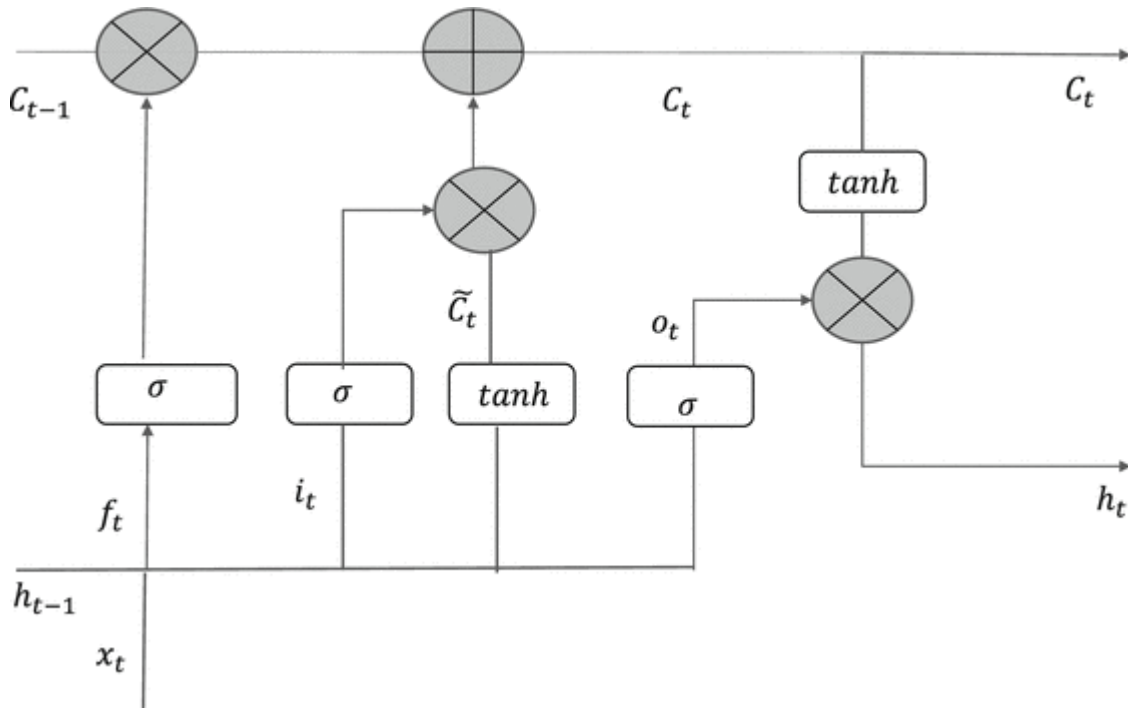 C_{t-1}
C_t
C_t
tanh
C̃_t
o_t
σ
σ
tanh
σ
f_t
i_t
h_t
h_{t-1}
x_t